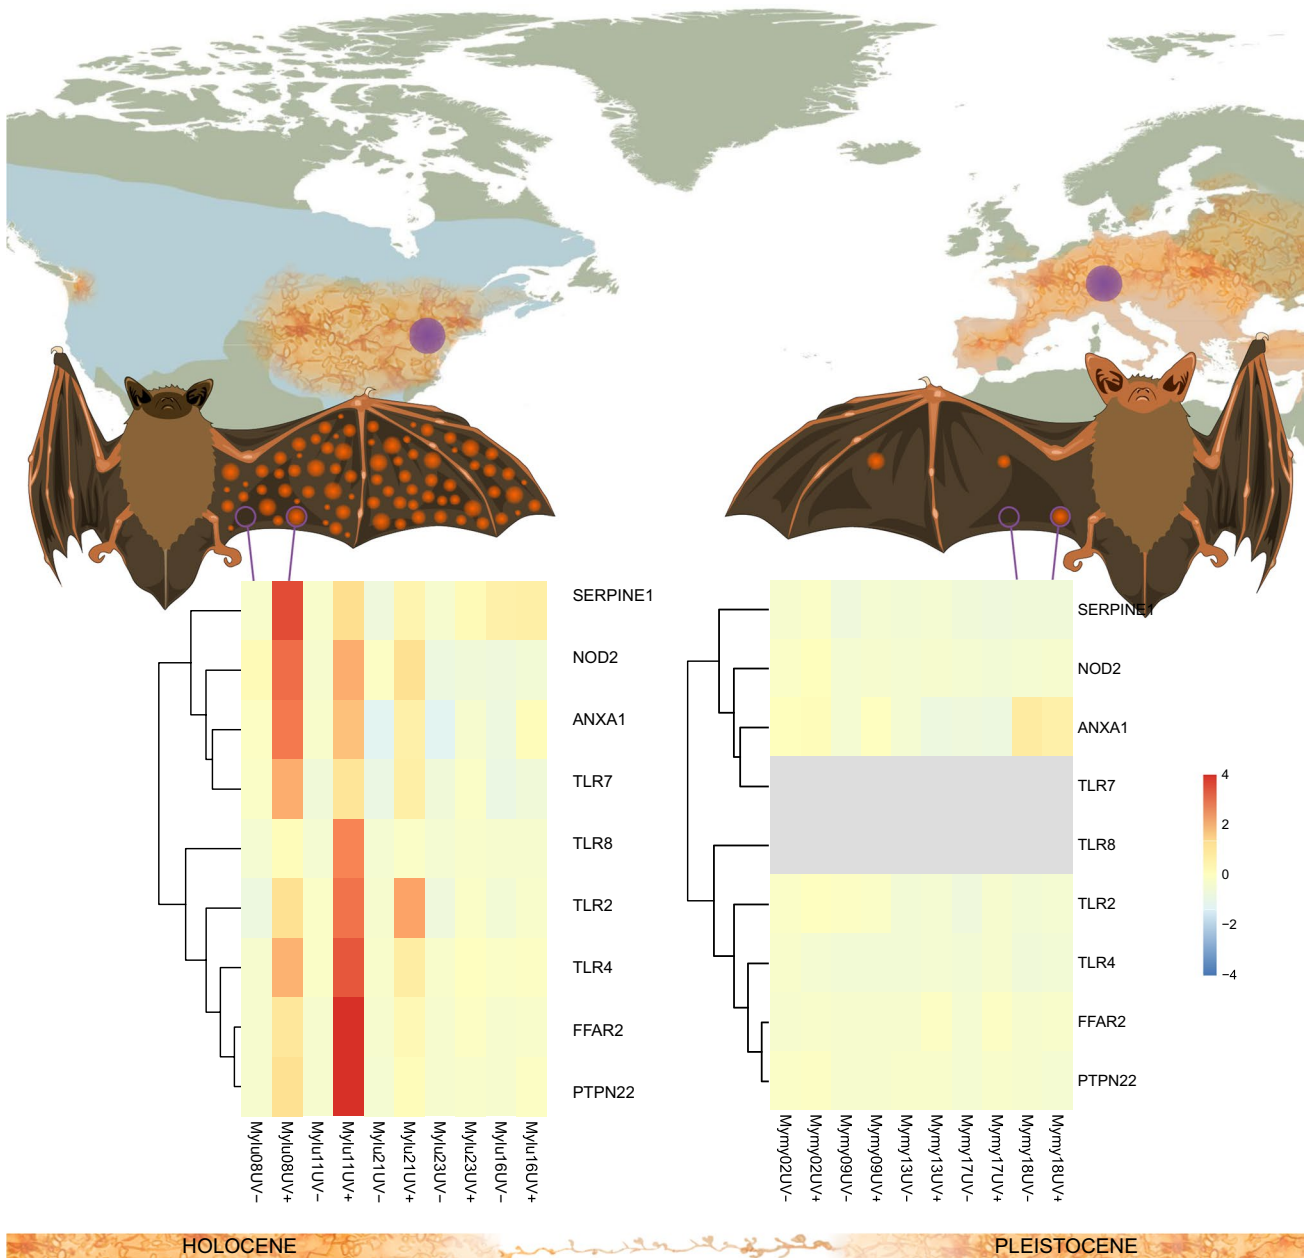 SERPINE1
NOD2
ANXA1
TLR7
TLR8
TLR2
TLR4
FFAR2
PTPN22
Mylu08UV−
Mylu08UV+
Mylu11UV−
Mylu11UV+
Mylu21UV−
Mylu21UV+
Mylu23UV−
Mylu23UV+
Mylu16UV−
Mylu16UV+
SERPINE1
NOD2
ANXA1
TLR7
TLR8
TLR2
TLR4
FFAR2
PTPN22
Mymy02UV−
Mymy02UV+
Mymy09UV−
Mymy09UV+
Mymy13UV−
Mymy13UV+
Mymy17UV−
Mymy17UV+
Mymy18UV−
Mymy18UV+
4
2
0
−2
−4
HOLOCENE
PLEISTOCENE